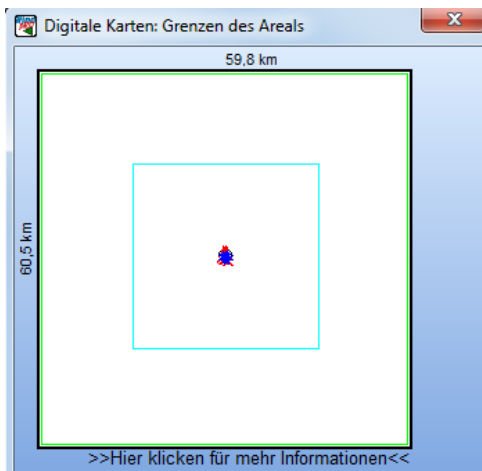 Digitale Karten: Grenzen des Areals
59,8 km
60,5 km
>>Hier klicken für mehr Informationen<<